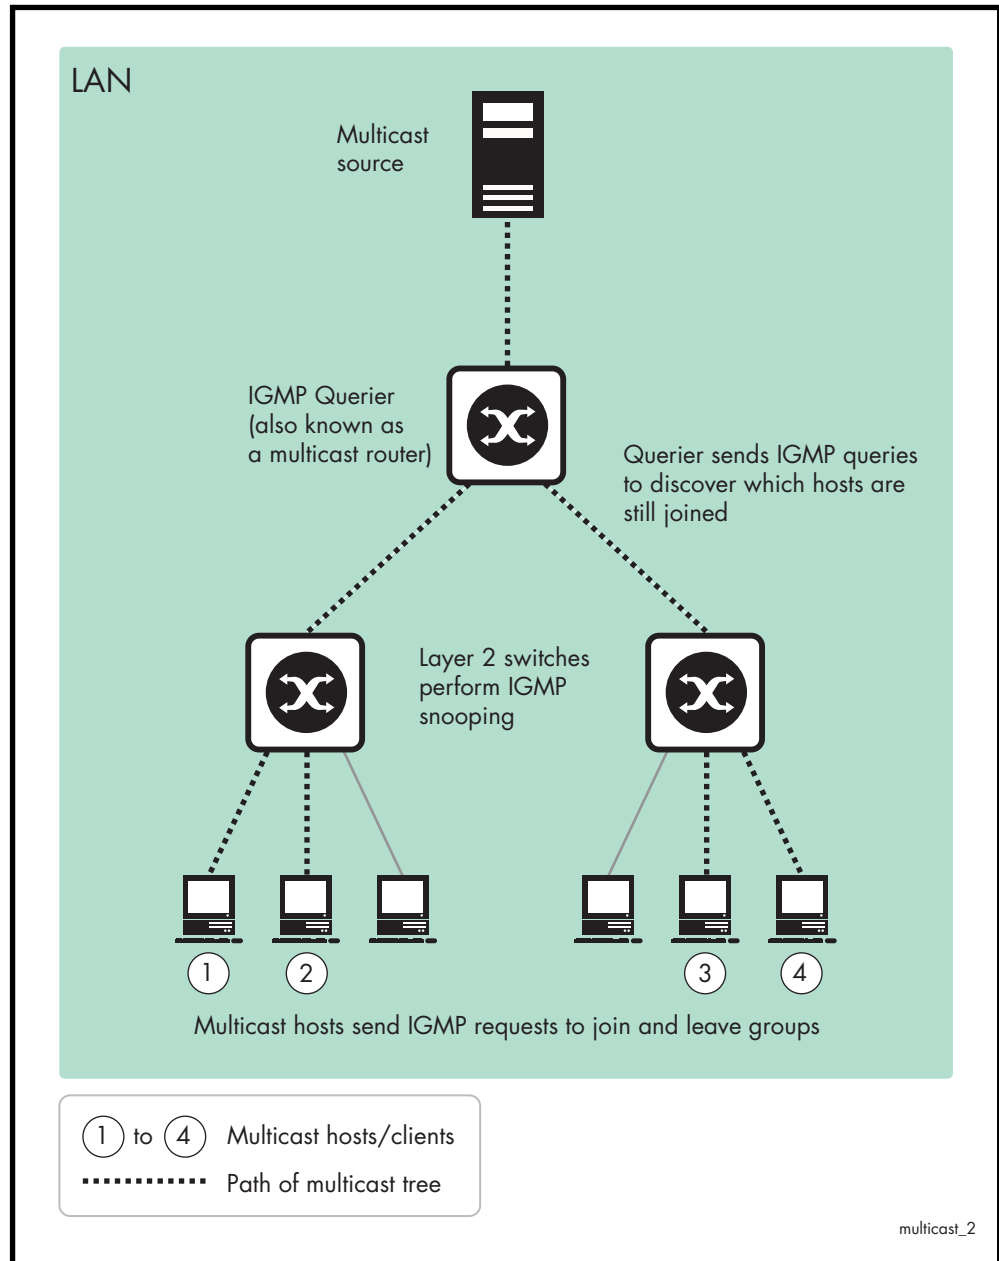 LAN
Multicast
source
IGMP Querier
(also known as
a multicast router)
Querier sends IGMP queries
to discover which hosts are
still joined
Layer 2 switches
perform IGMP
snooping
1
2
3
4
Multicast hosts send IGMP requests to join and leave groups
1 to 4 Multicast hosts/clients
Path of multicast tree
multicast_2